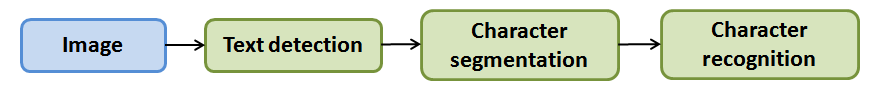 Image
Text detection
Character
segmentation
Character
recognition